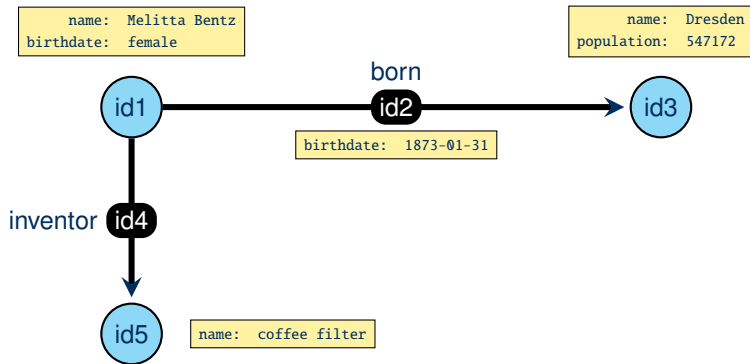 name: Melitta Bentz
birthdate: female
name: Dresden
population: 547172
born
id1
id2
id3
birthdate: 1873-01-31
inventor
id4
id5
name: coffee filter